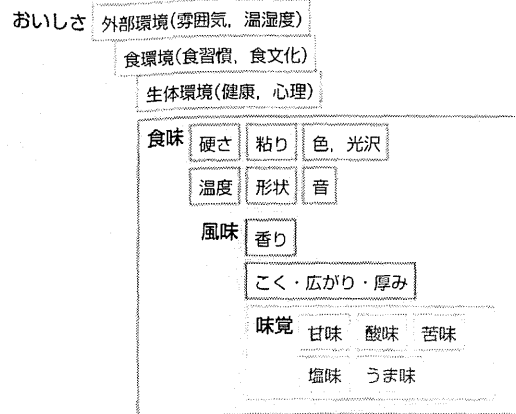 おいしさ 外部環境(雰囲気,温湿度)
食環境(食習慣,食文化)
生体環境(健康,心理)
食味 硬さ 粘り 色,光沢
温度 形状 音
風味 香り
こく・広がり・厚み
味覚 甘味 酸味 苦味
塩味 うま味